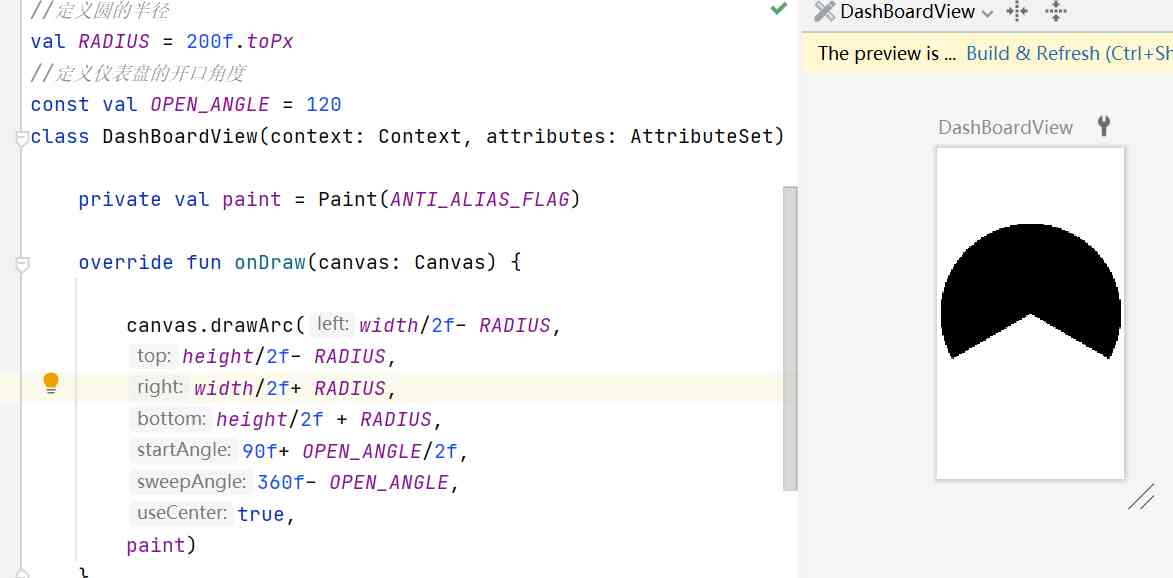 //定义圆的半径
val RADIUS = 200f.toPx
//定义仪表盘的开口角度
const val OPEN_ANGLE = 120
class DashBoardView(context: Context, attributes: AttributeSet)
private val paint = Paint(ANTI_ALIAS_FLAG)
override fun onDraw(canvas: Canvas) {
canvas.drawArc( left: width/2f- RADIUS,
top: height/2f- RADIUS,
right: width/2f+ RADIUS,
bottom: height/2f + RADIUS,
startAngle: 90f+ OPEN_ANGLE/2f,
sweepAngle: 360f- OPEN_ANGLE,
useCenter: true,
paint)
}
DashBoardView
The preview is ... Build & Refresh (Ctrl+Sh
DashBoardView